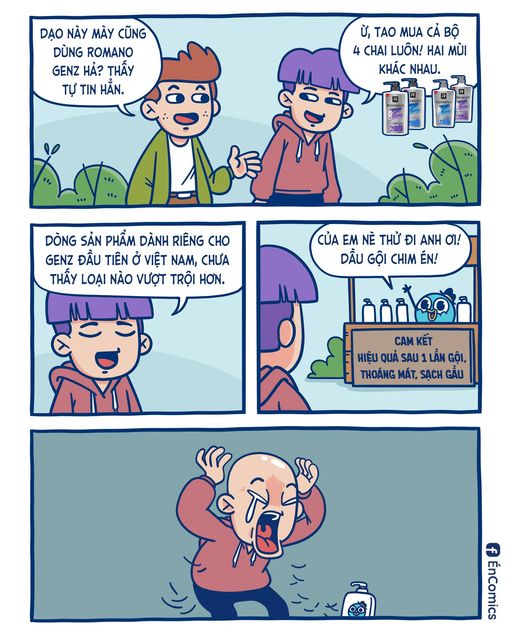 DẠO NÀY MÀY CŨNG
DÙNG ROMANO
GENZ HẢ? THẤY
TỰ TIN HẲN.
Ừ, TAO MUA CẢ BỘ
4 CHAI LUÔN! HAI MÙI
KHÁC NHAU.
DÒNG SẢN PHẨM DÀNH RIÊNG CHO
GENZ ĐẦU TIÊN Ở VIỆT NAM, CHƯA
THẤY LOẠI NÀO VƯỢT TRỘI HƠN.
CỦA EM NÈ THỬ ĐI ANH ƠI!
DẦU GỘI CHIM ÉN!
CAM KẾT
HIỆU QUẢ SAU 1 LẦN GỘI,
THOÁNG MÁT, SẠCH GẦU
ÉnComics